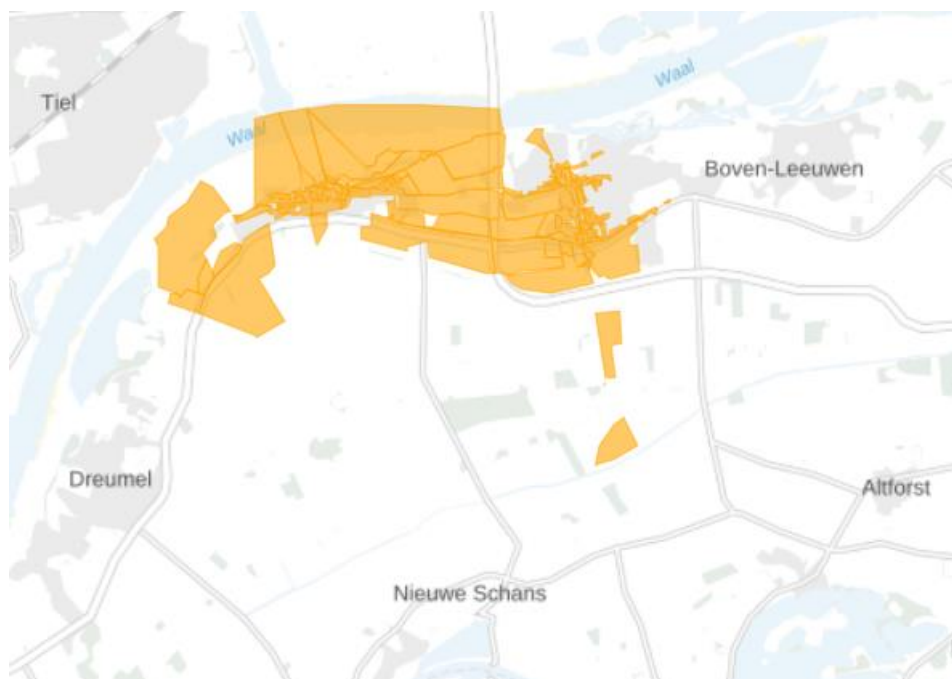 Waal
Tiel
Waal
Boven-Leeuwen
Dreumel
Altforst
Nieuwe Schans